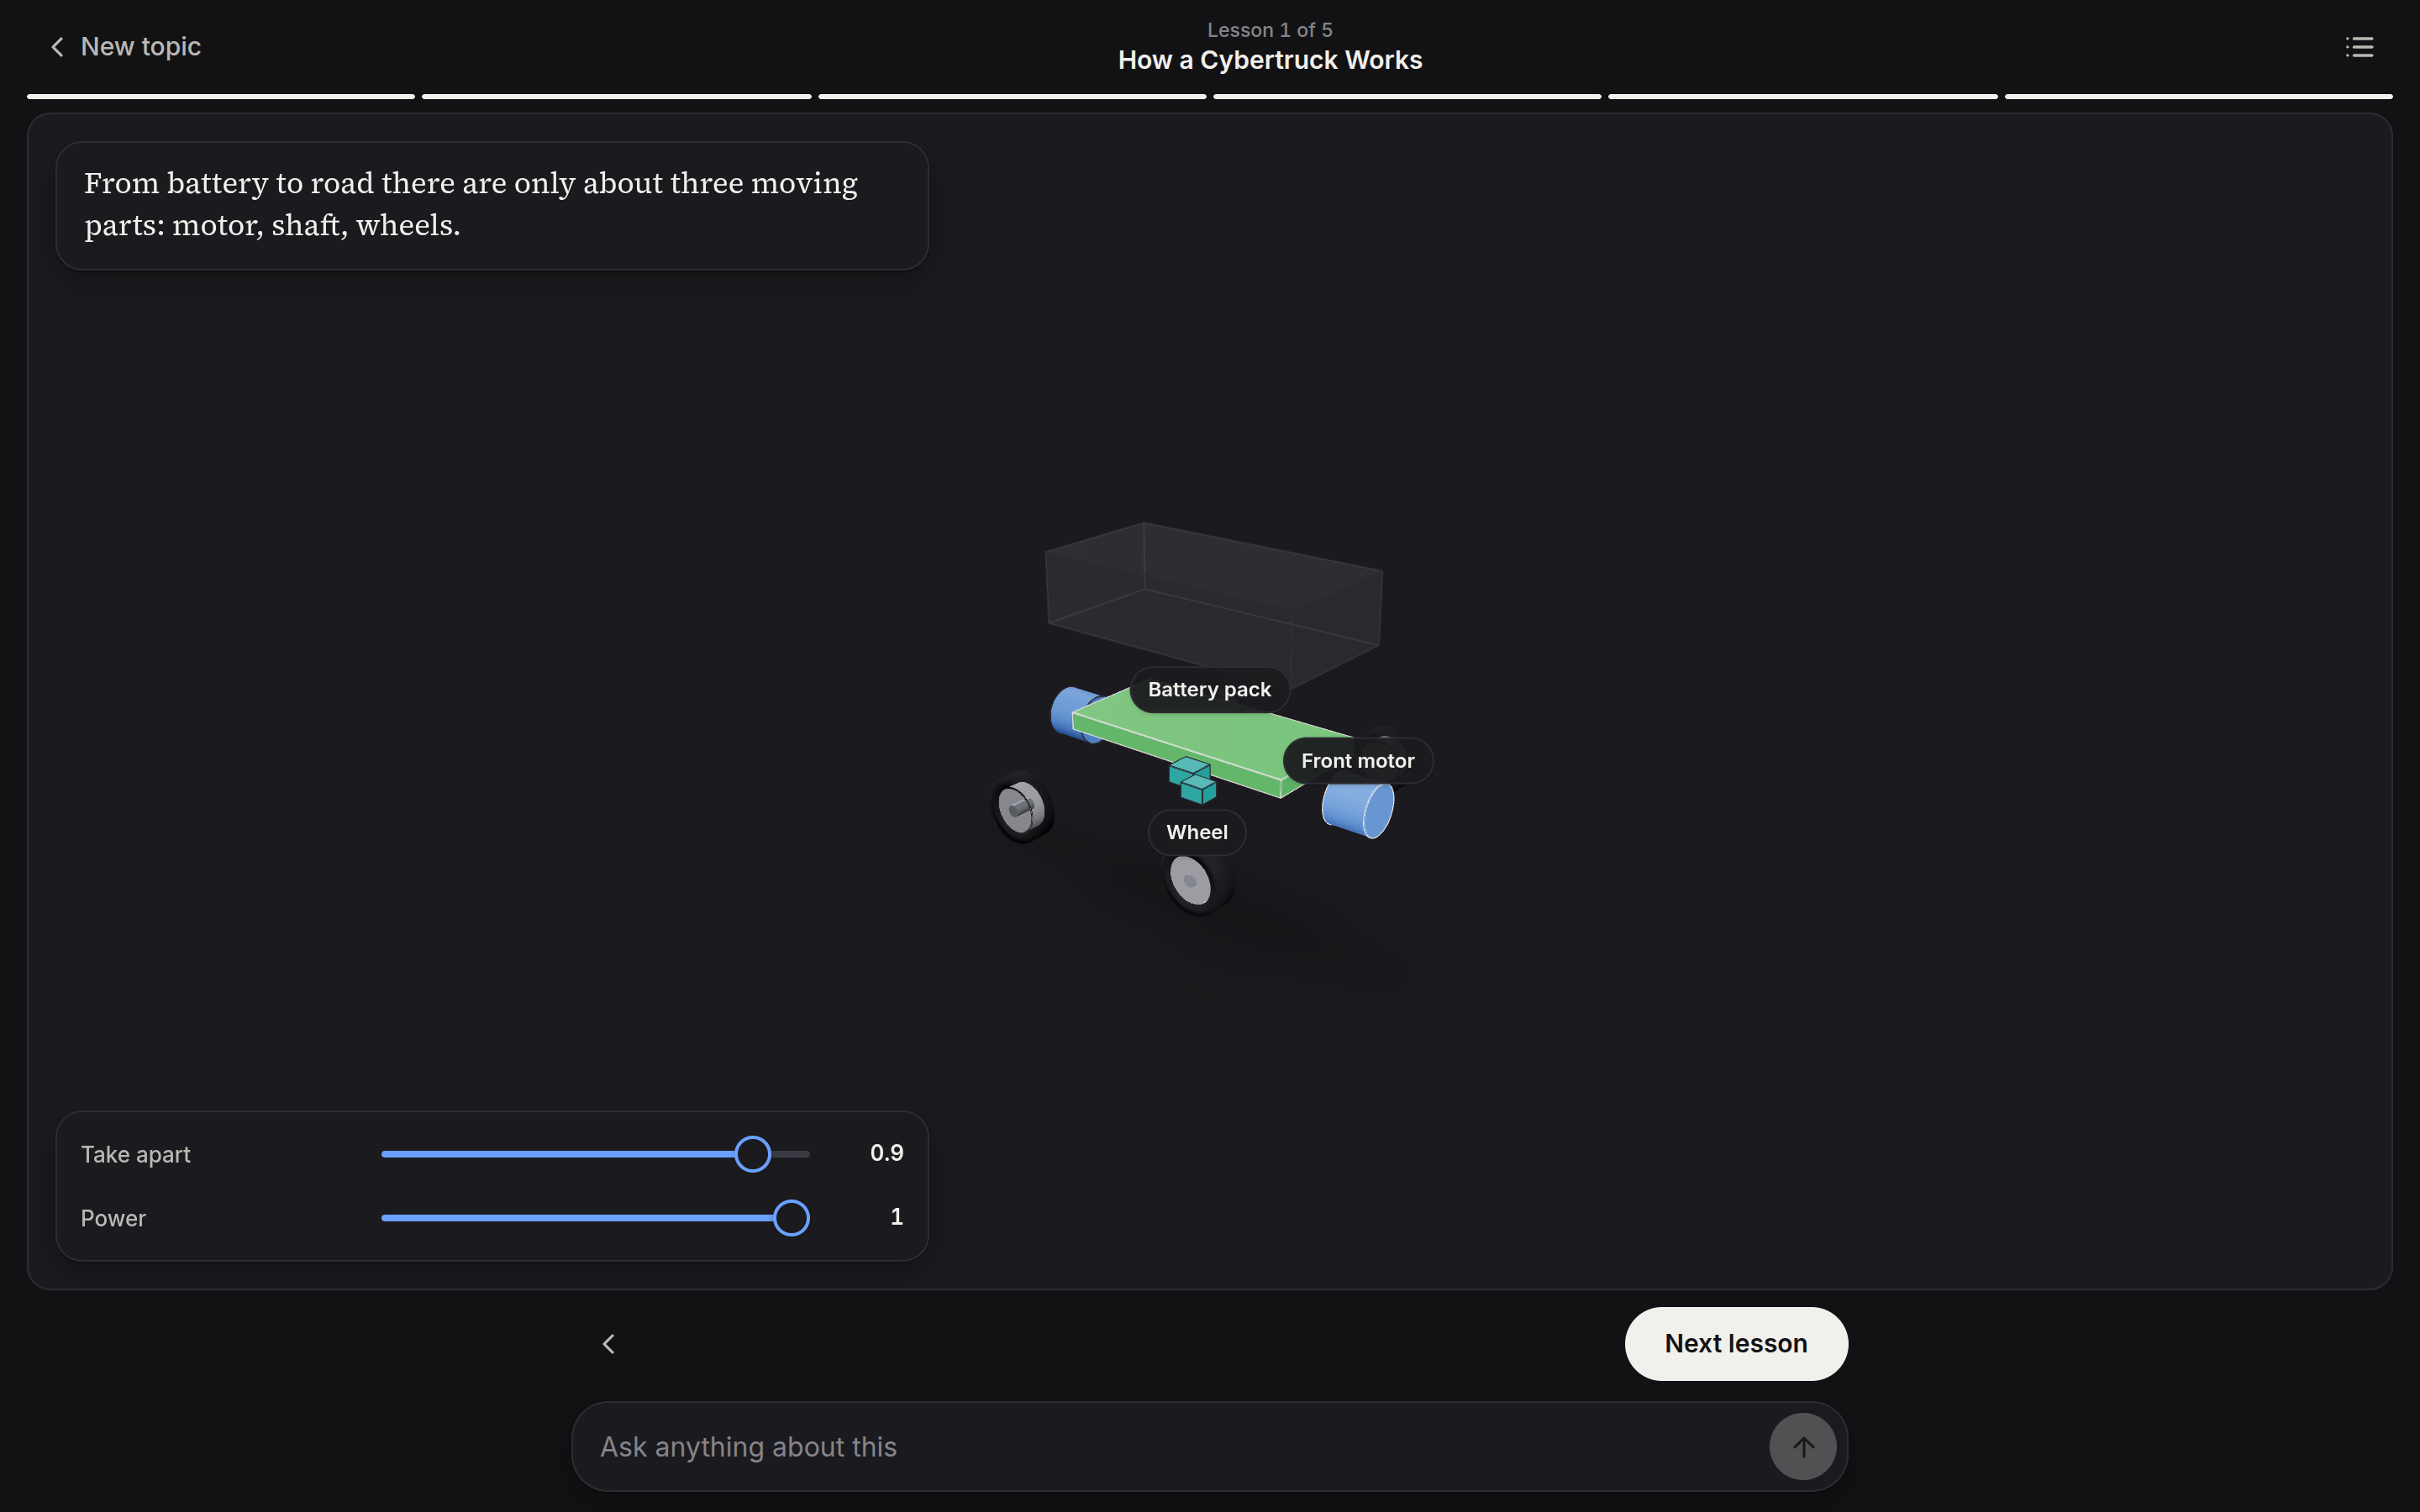 New topic
Lesson 1 of 5
How a Cybertruck Works
From battery to road there are only about three moving
parts: motor, shaft, wheels.
Battery pack
Front motor
Wheel
Take apart
0.9
Power
1
Next lesson
Ask anything about this